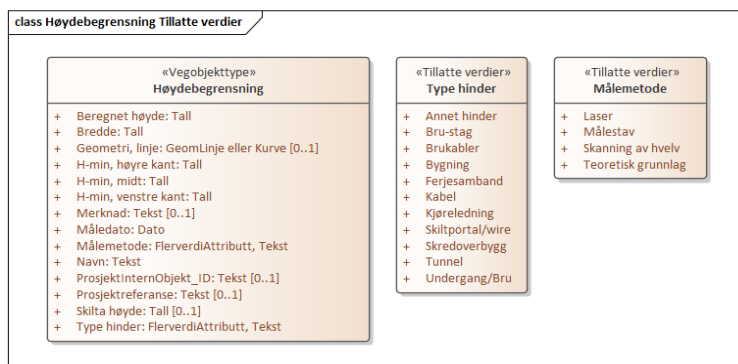 class Høydebegrensning Tillatte verdier
«Vegobjekttype»
Høydebegrensning
+ Beregnet høyde: Tall
+ Bredde: Tall
+ Geometri, linje: GeomLinje eller Kurve [0..1]
+ H-min, høyre kant: Tall
+ H-min, midt: Tall
+ H-min, venstre kant: Tall
+ Merknad: Tekst [0..1]
+ Måledato: Dato
+ Målemetode: FlerverdiAttributt, Tekst
+ Navn: Tekst
+ ProsjektInternObjekt_ID: Tekst [0..1]
+ Prosjektreferanse: Tekst [0..1]
+ Skilta høyde: Tall [0..1]
+ Type hinder: FlerverdiAttributt, Tekst
«Tillatte verdier»
Type hinder
+ Annet hinder
+ Bru-stag
+ Brukabler
+ Bygning
+ Ferjesamband
+ Kabel
+ Kjøreledning
+ Skiltportal/wire
+ Skredoverbygg
+ Tunnel
+ Undergang/Bru
«Tillatte verdier»
Målemetode
+ Laser
+ Målestav
+ Skanning av hvelv
+ Teoretisk grunnlag